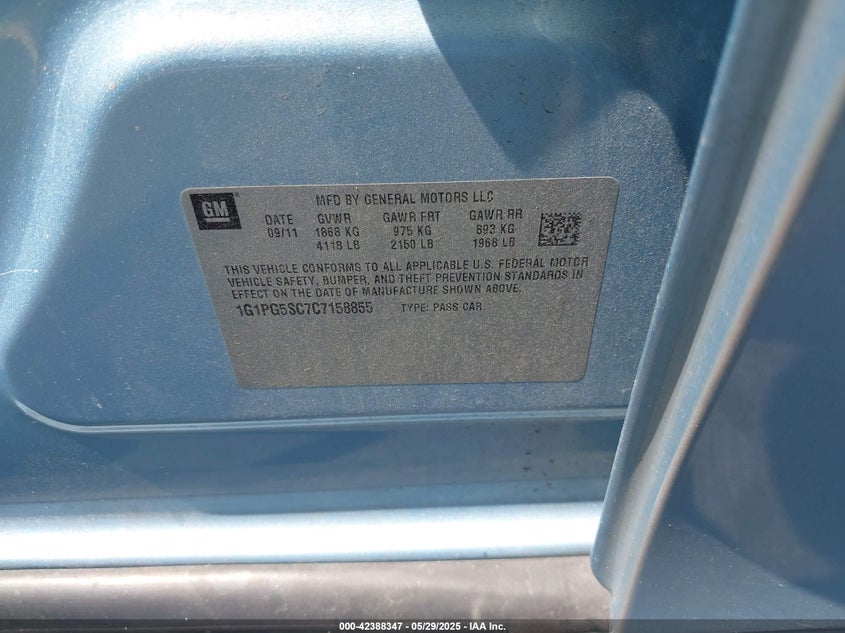 GM
MFD BY GENERAL MOTORS LLC
DATE GVWR GAWR FRT GAWR RR
09/11 1868 KG 975 KG 893 KG
4118 LB 2150 LB 1968 LB
THIS VEHICLE CONFORMS TO ALL APPLICABLE U.S. FEDERAL MOTOR
VEHICLE SAFETY, BUMPER, AND THEFT PREVENTION STANDARDS IN
EFFECT ON THE DATE OF MANUFACTURE SHOWN ABOVE.
1G1PG5SC7C7158855 TYPE: PASS CAR
000-42388347 - 05/29/2025 - IAA Inc.